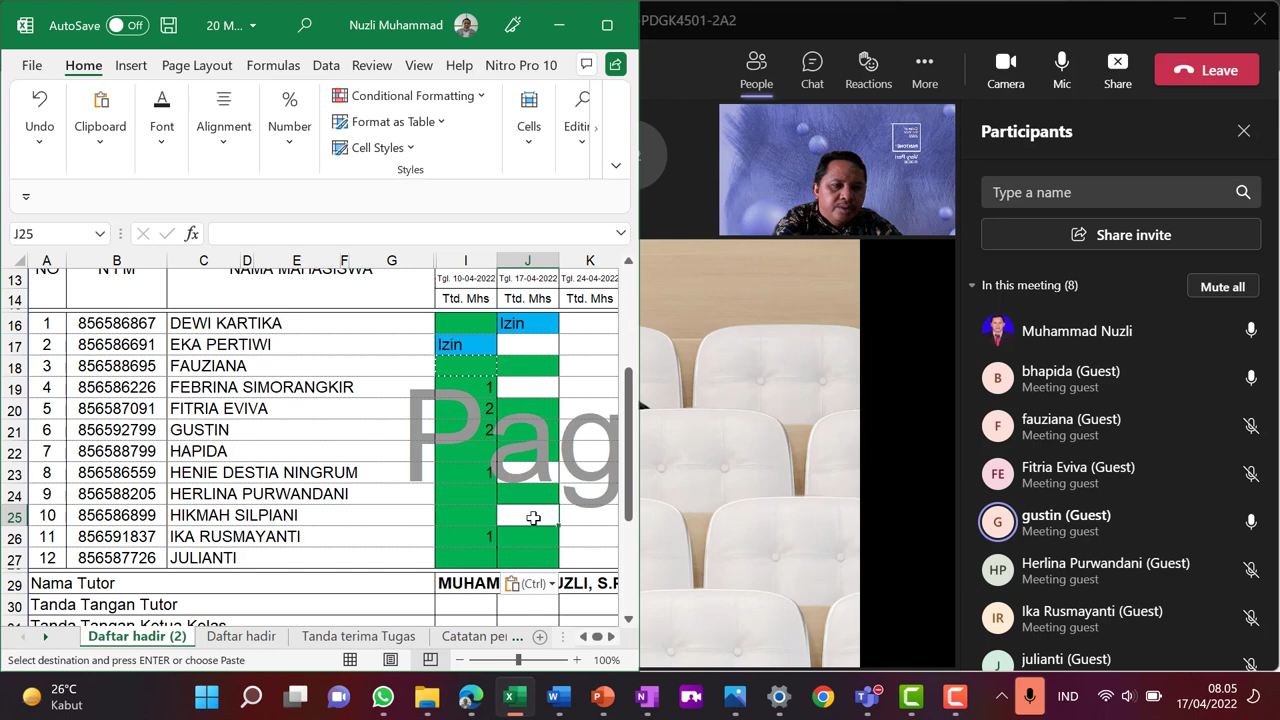 AutoSave Off 20 M... Nuzli Muhammad
PDGK4501-2A2
File Home Insert Page Layout Formulas Data Review View Help Nitro Pro 10
Undo Clipboard Font Alignment Number
Conditional Formatting
Format as Table
Cell Styles
Styles
Cells
J25 fx
A B C D E F G I J K
13 NO NAMA MAHASISWA Tgl. 10-04-2022 Tgl. 17-04-2022 Tgl. 24-04-2022
14 Ttd. Mhs Ttd. Mhs Ttd. Mhs
16 1 856586867 DEWI KARTIKA Izin
17 2 856586691 EKA PERTIWI Izin
18 3 856588695 FAUZIANA
19 4 856586226 FEBRINA SIMORANGKIR 1
20 5 856587091 FITRIA EVIVA 2
21 6 856592799 GUSTIN 2
22 7 856588799 HAPIDA
23 8 856586559 HENIE DESTIA NINGRUM 1
24 9 856588205 HERLINA PURWANDANI
25 10 856586899 HIKMAH SILPIANI
26 11 856591837 IKA RUSMAYANTI 1
27 12 856587726 JULIANTI
Pag
29 Nama Tutor MUHAM (Ctrl) UZLI, S.P
30 Tanda Tangan Tutor
Tanda Tangan Ketua Kelas
Daftar hadir (2) Daftar hadir Tanda terima Tugas Catatan per ...
Select destination and press ENTER or choose Paste 100%
People Chat Reactions More Camera Mic Share Leave
Participants
Type a name
Share invite
In this meeting (8) Mute all
Muhammad Nuzli
B bhapida (Guest)
Meeting guest
F fauziana (Guest)
Meeting guest
FE Fitria Eviva (Guest)
Meeting guest
G gustin (Guest)
Meeting guest
HP Herlina Purwandani (Guest)
Meeting guest
IR Ika Rusmayanti (Guest)
Meeting guest
J julianti (Guest)
26°C
Kabut
IND
08.05
17/04/2022